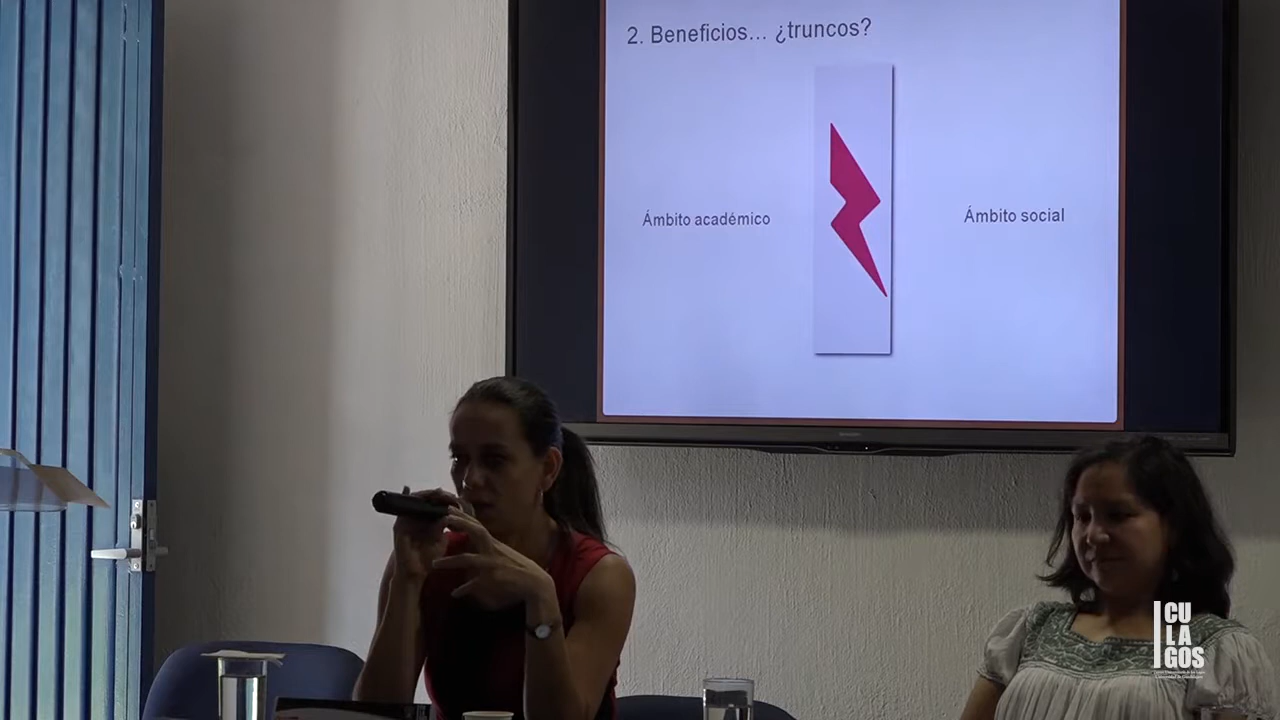 2. Beneficios... ¿truncos?
Ámbito académico
Ámbito social
CU
LA
GOS